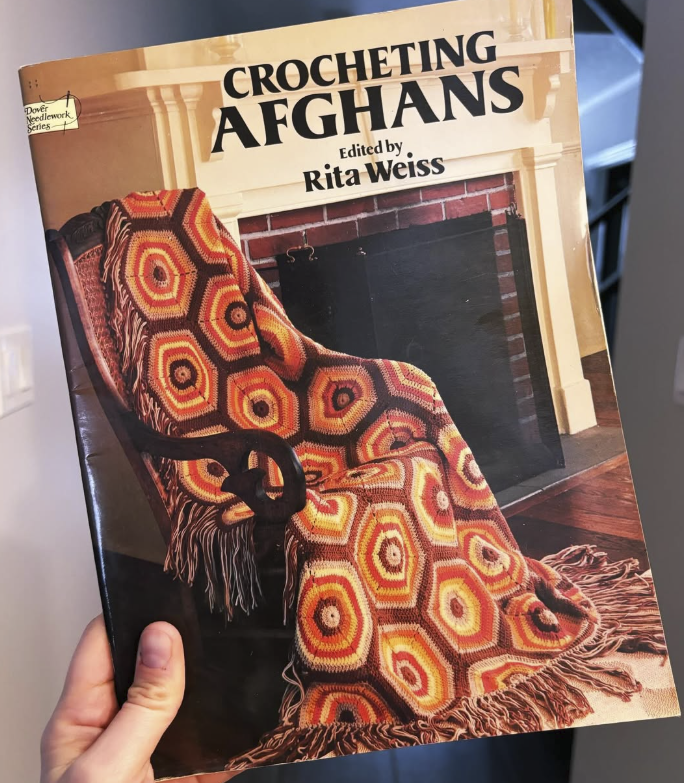 Dover
Needlework
Series
CROCHETING
AFGHANS
Edited by
Rita Weiss